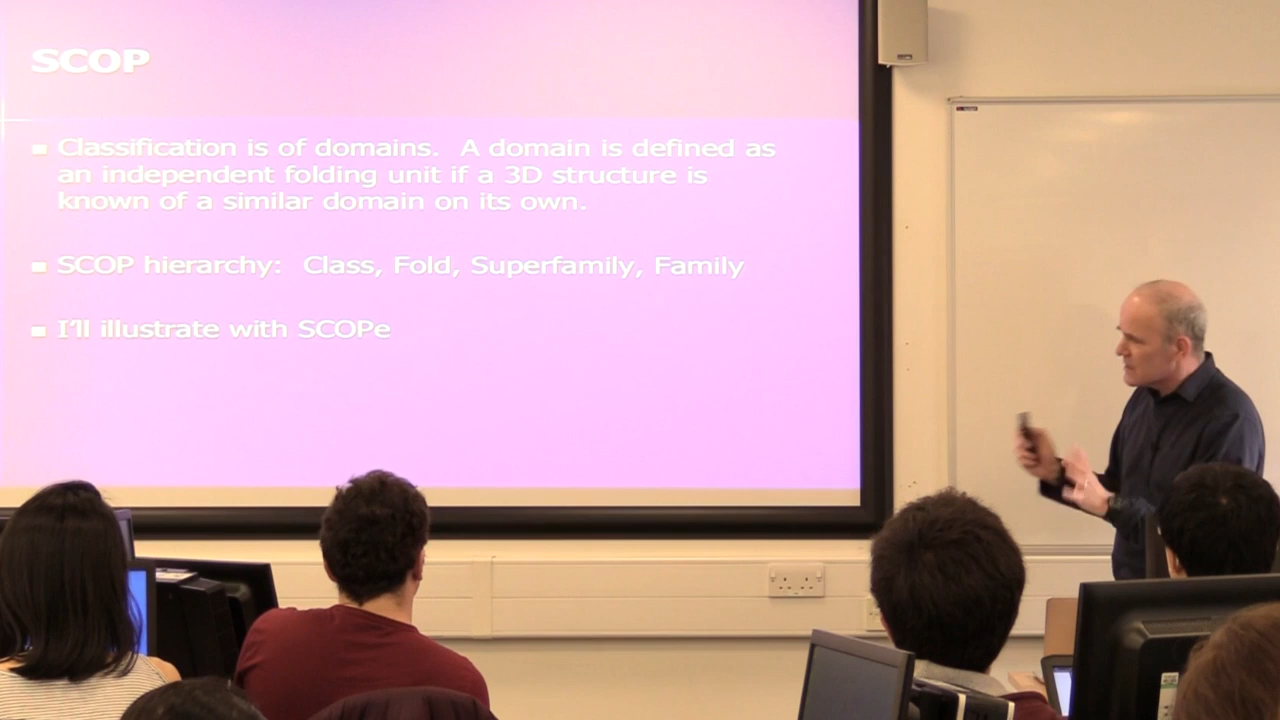 SCOP
Classification is of domains.  A domain is defined as
an independent folding unit if a 3D structure is
known of a similar domain on its own.
SCOP hierarchy:  Class, Fold, Superfamily, Family
I'll illustrate with SCOPe